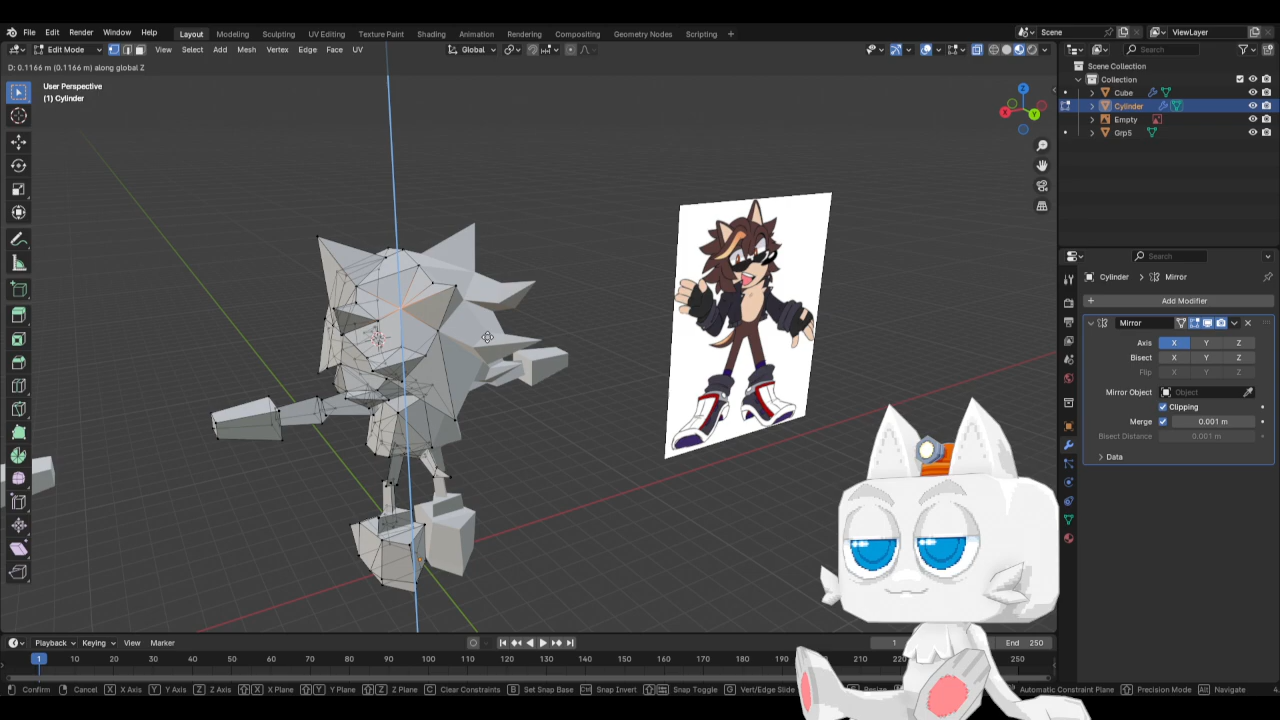 File Edit Render Window Help Layout Modeling Sculpting UV Editing Texture Paint Shading Animation Rendering Compositing Geometry Nodes Scripting + Scene ViewLayer
Edit Mode View Select Add Mesh Vertex Edge Face UV Global Search
D: 0.1166 m (0.1166 m) along global Z
Scene Collection
User Perspective
Collection
(1) Cylinder
Cube
Cylinder
Empty
Grp5
X
Y
Z
Search
Cylinder > Mirror
+ Add Modifier
Mirror
Axis X Y Z
Bisect X Y Z
Flip X Y Z
Mirror Object Object
Clipping
Merge 0.001 m
Bisect Distance 0.001 m
Data
Playback Keying View Marker 1 End 250
1 10 20 30 40 50 60 70 80 90 100 110 120 130 140 150 160 170 180 190 200 210 220 250
Confirm Cancel X X Axis Y Y Axis Z Z Axis X X Plane Y Y Plane Z Z Plane C Clear Constraints B Set Snap Base Ctrl Snap Invert Snap Toggle G Vert/Edge Slide Automatic Constraint Plane Precision Mode Alt Navigate